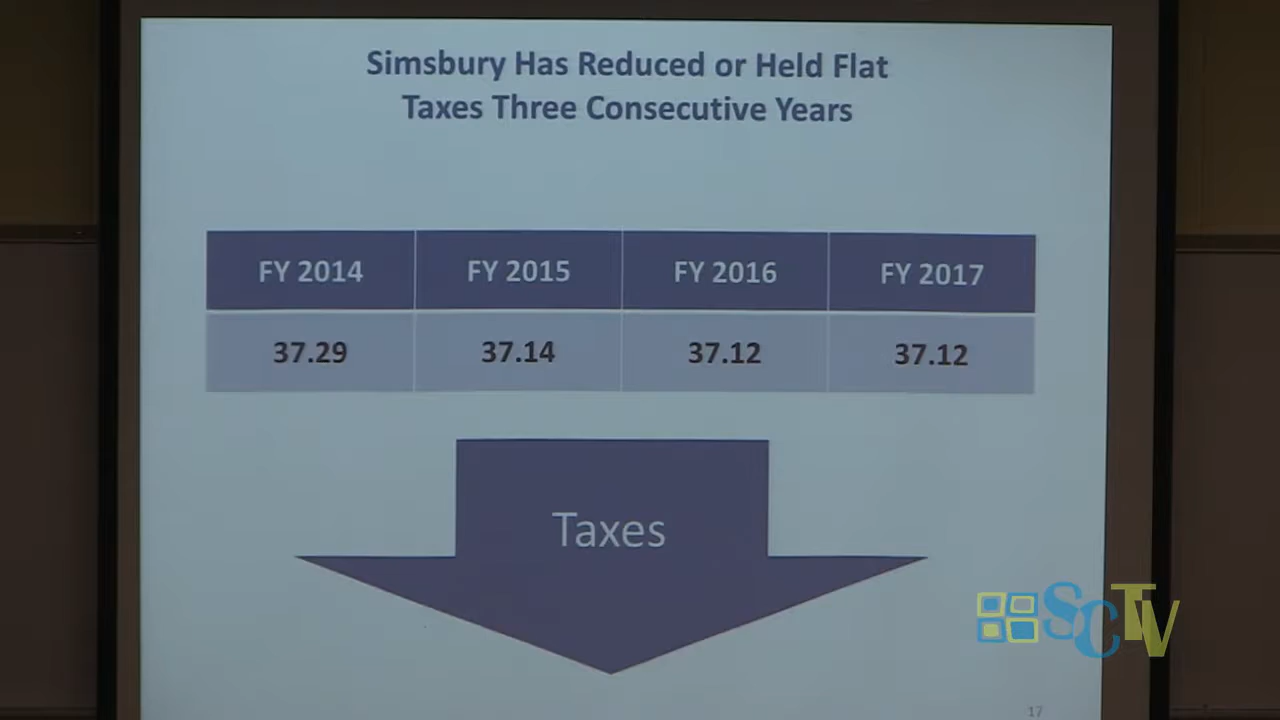 Simsbury Has Reduced or Held Flat
Taxes Three Consecutive Years
FY 2014 FY 2015 FY 2016 FY 2017
37.29 37.14 37.12 37.12
Taxes
SCTV
17